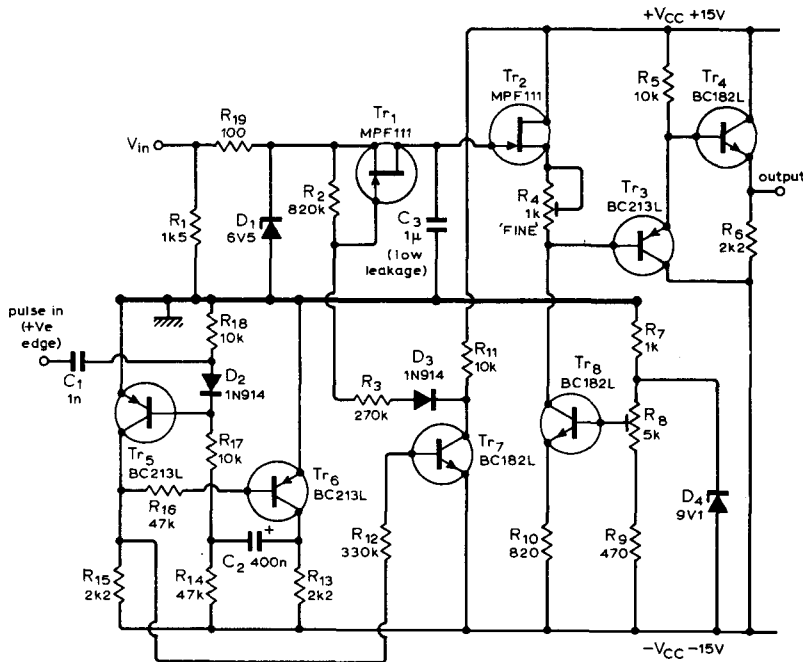 +VCC +15V
R5
10k
Tr4
BC182L
Tr2
MPF111
Tr1
MPF111
R19
100
Vin
output
R2
820k
R4
1k
'FINE'
Tr3
BC213L
R1
1k5
D1
6V5
C3
1µ
(low
leakage)
R6
2k2
pulse in
(+Ve
edge)
R18
10k
C1
1n
D2
1N914
R11
10k
D3
1N914
R3
270k
Tr8
BC182L
R7
1k
R8
5k
Tr5
BC213L
R17
10k
Tr7
BC182L
Tr6
BC213L
R16
47k
D4
9V1
R12
330k
R10
820
R9
470
+
C2
400n
R15
2k2
R14
47k
R13
2k2
-VCC -15V